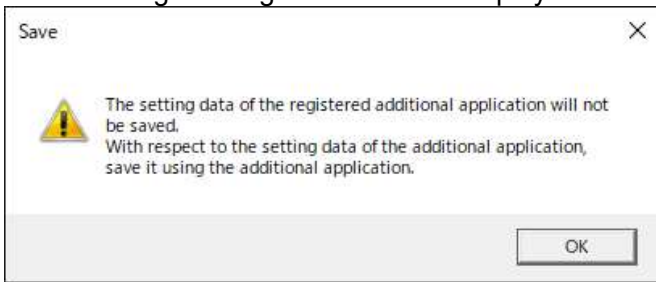 Save
The setting data of the registered additional application will not
be saved.
With respect to the setting data of the additional application,
save it using the additional application.
OK